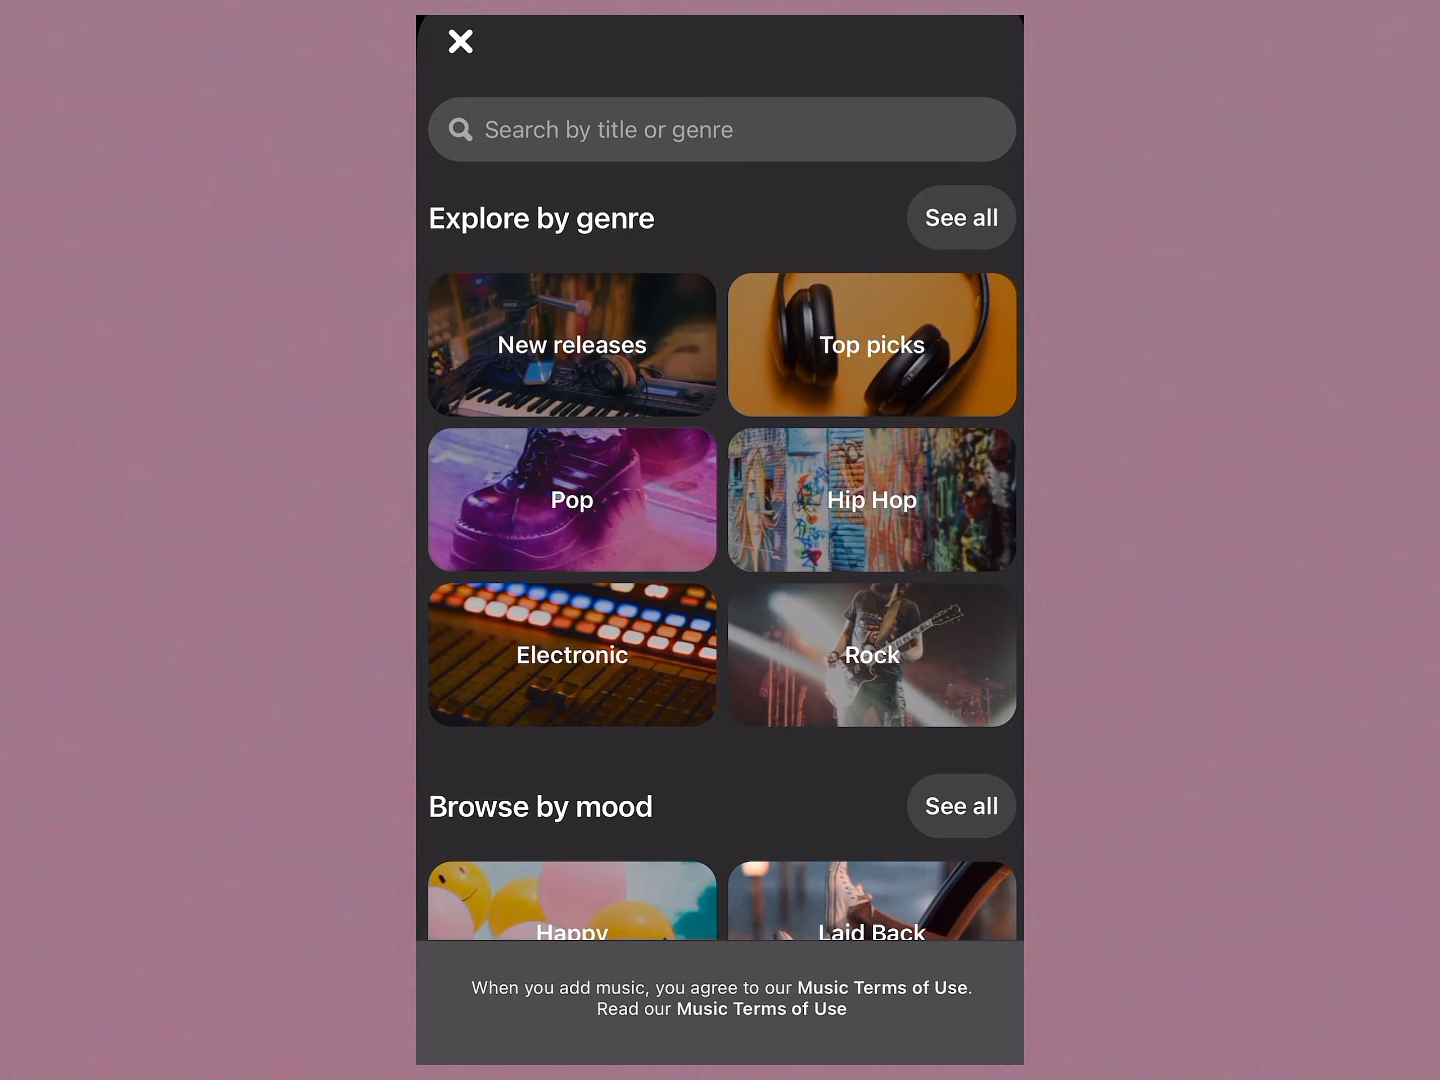 Search by title or genre
Explore by genre
See all
New releases
Top picks
Pop
Hip Hop
Electronic
Rock
Browse by mood
See all
Happy
Laid Back
When you add music, you agree to our Music Terms of Use.
Read our Music Terms of Use